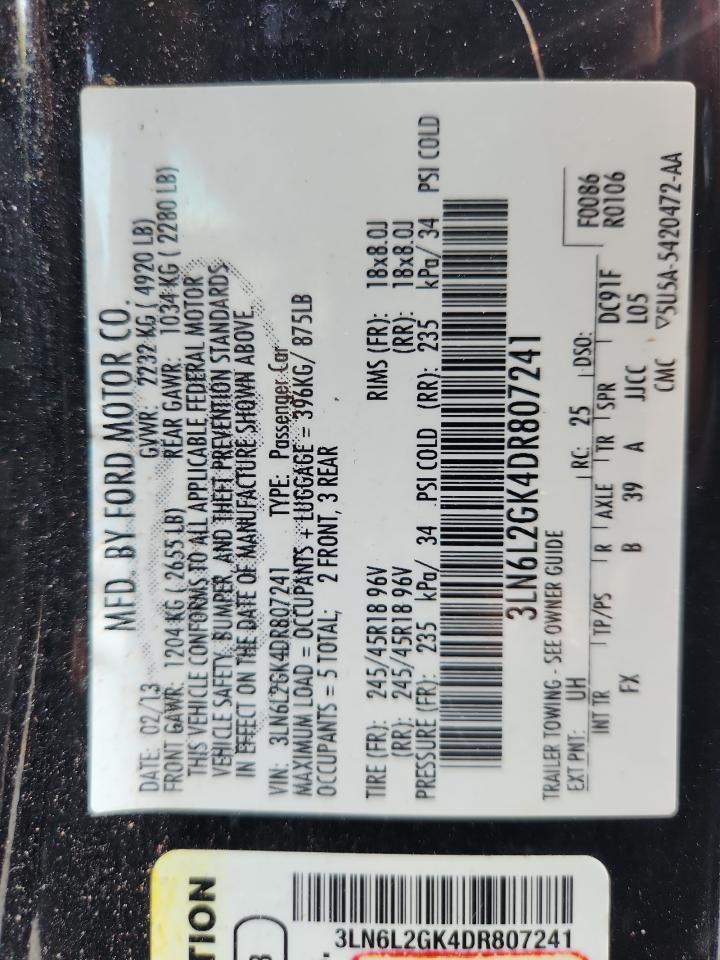 MFD. BY FORD MOTOR CO.
DATE: 02/13 GVWR: 2232 KG ( 4920 LB)
FRONT GAWR: 1204 KG ( 2655 LB) REAR GAWR: 1034 KG ( 2280 LB)
THIS VEHICLE CONFORMS TO ALL APPLICABLE FEDERAL MOTOR
VEHICLE SAFETY, BUMPER, AND THEFT PREVENTION STANDARDS
IN EFFECT ON THE DATE OF MANUFACTURE SHOWN ABOVE.
VIN: 3LN6L2GK4DR807241 TYPE: Passenger Car
MAXIMUM LOAD = OCCUPANTS + LUGGAGE = 396KG/ 875LB
OCCUPANTS = 5 TOTAL; 2 FRONT, 3 REAR
TIRE (FR): 245/45R18 96V RIMS (FR): 18x8.0J
(RR): 245/45R18 96V (RR): 18x8.0J
PRESSURE (FR): 235 kPa/ 34 PSI COLD (RR): 235 kPa/ 34 PSI COLD
3LN6L2GK4DR807241
TRAILER TOWING - SEE OWNER GUIDE
F0086
R0106
EXT PNT: UH RC: 25 DSO:
INT TR TP/PS R AXLE TR SPR DC91F
FX B 39 A JJCC L05
CMC ▽5U5A-5420472-AA
TION
3LN6L2GK4DR807241